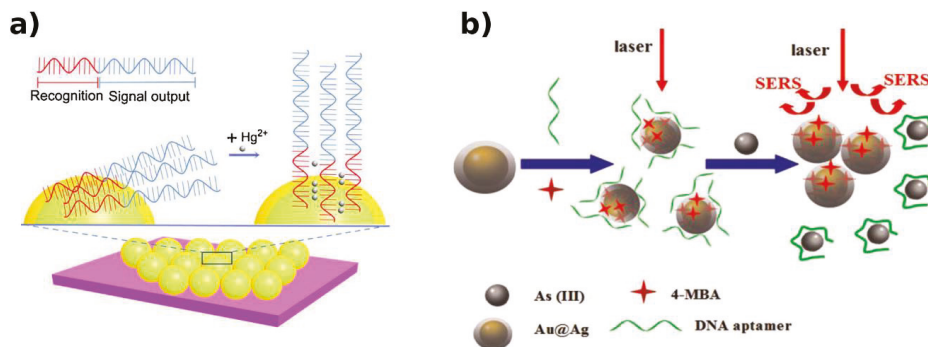 a)
Recognition Signal output
+ Hg²⁺
b)
laser
laser
SERS
SERS
As (III)
4-MBA
Au@Ag
DNA aptamer